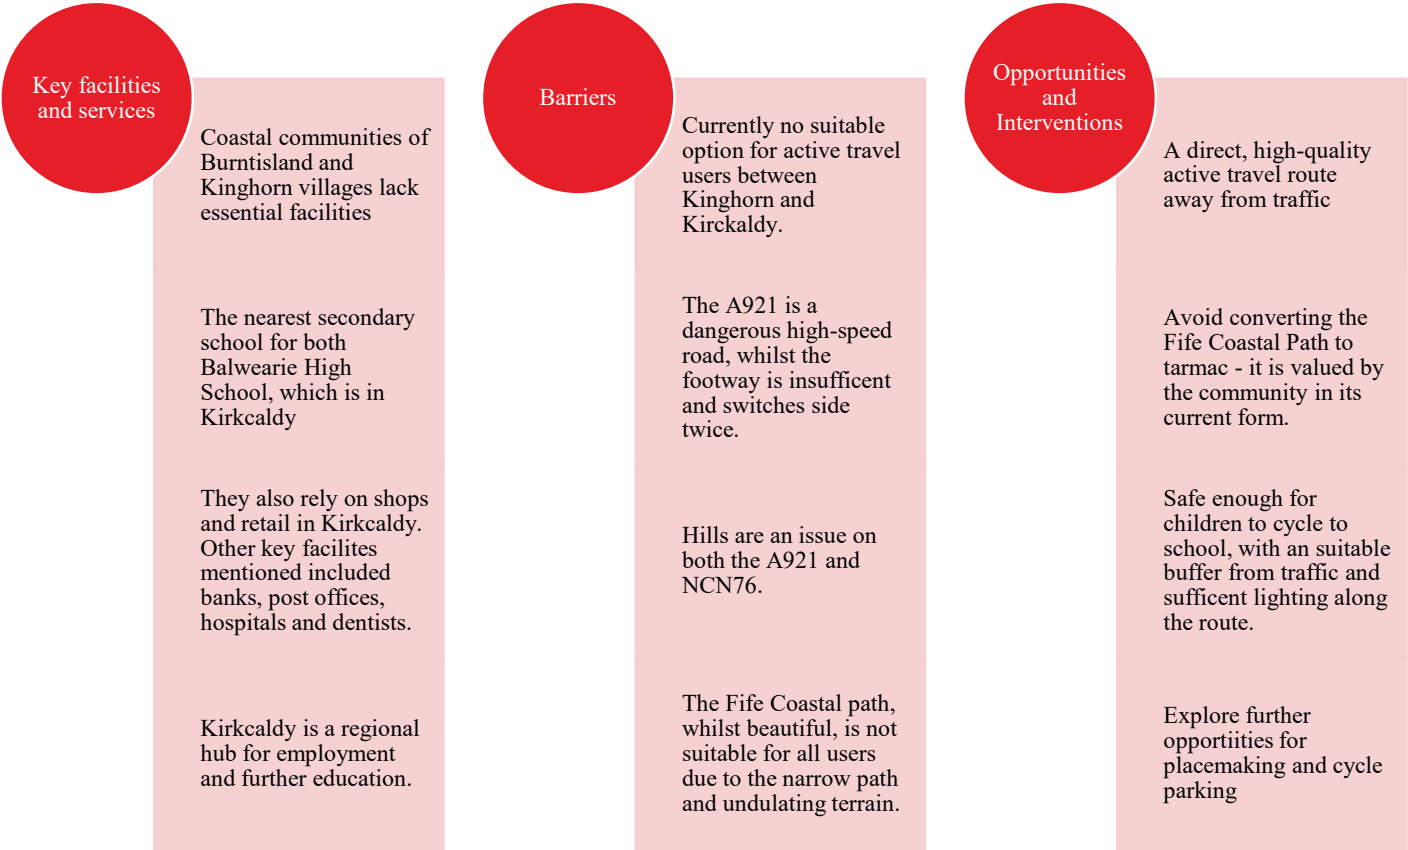 Key facilities
and services
Coastal communities of
Burntisland and
Kinghorn villages lack
essential facilities
The nearest secondary
school for both
Balwearie High
School, which is in
Kirkcaldy
They also rely on shops
and retail in Kirkcaldy.
Other key facilites
mentioned included
banks, post offices,
hospitals and dentists.
Kirkcaldy is a regional
hub for employment
and further education.
Barriers
Currently no suitable
option for active travel
users between
Kinghorn and
Kirckaldy.
The A921 is a
dangerous high-speed
road, whilst the
footway is insufficent
and switches side
twice.
Hills are an issue on
both the A921 and
NCN76.
The Fife Coastal path,
whilst beautiful, is not
suitable for all users
due to the narrow path
and undulating terrain.
Opportunities
and
Interventions
A direct, high-quality
active travel route
away from traffic
Avoid converting the
Fife Coastal Path to
tarmac - it is valued by
the community in its
current form.
Safe enough for
children to cycle to
school, with an suitable
buffer from traffic and
sufficent lighting along
the route.
Explore further
opportiities for
placemaking and cycle
parking